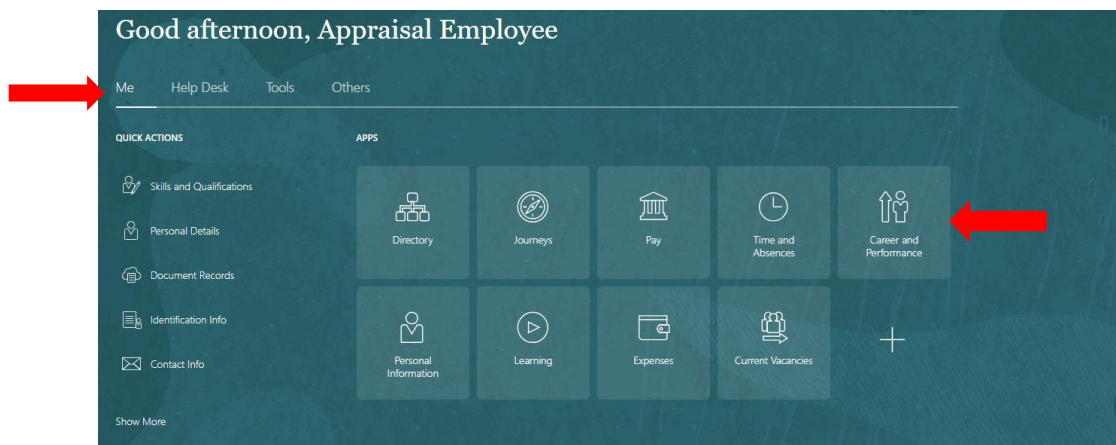 Good afternoon, Appraisal Employee
Me
Help Desk
Tools
Others
QUICK ACTIONS
Skills and Qualifications
Personal Details
Document Records
Identification Info
Contact Info
Show More
APPS
Directory
Journeys
Pay
Time and
Absences
Career and
Performance
Personal
Information
Learning
Expenses
Current Vacancies